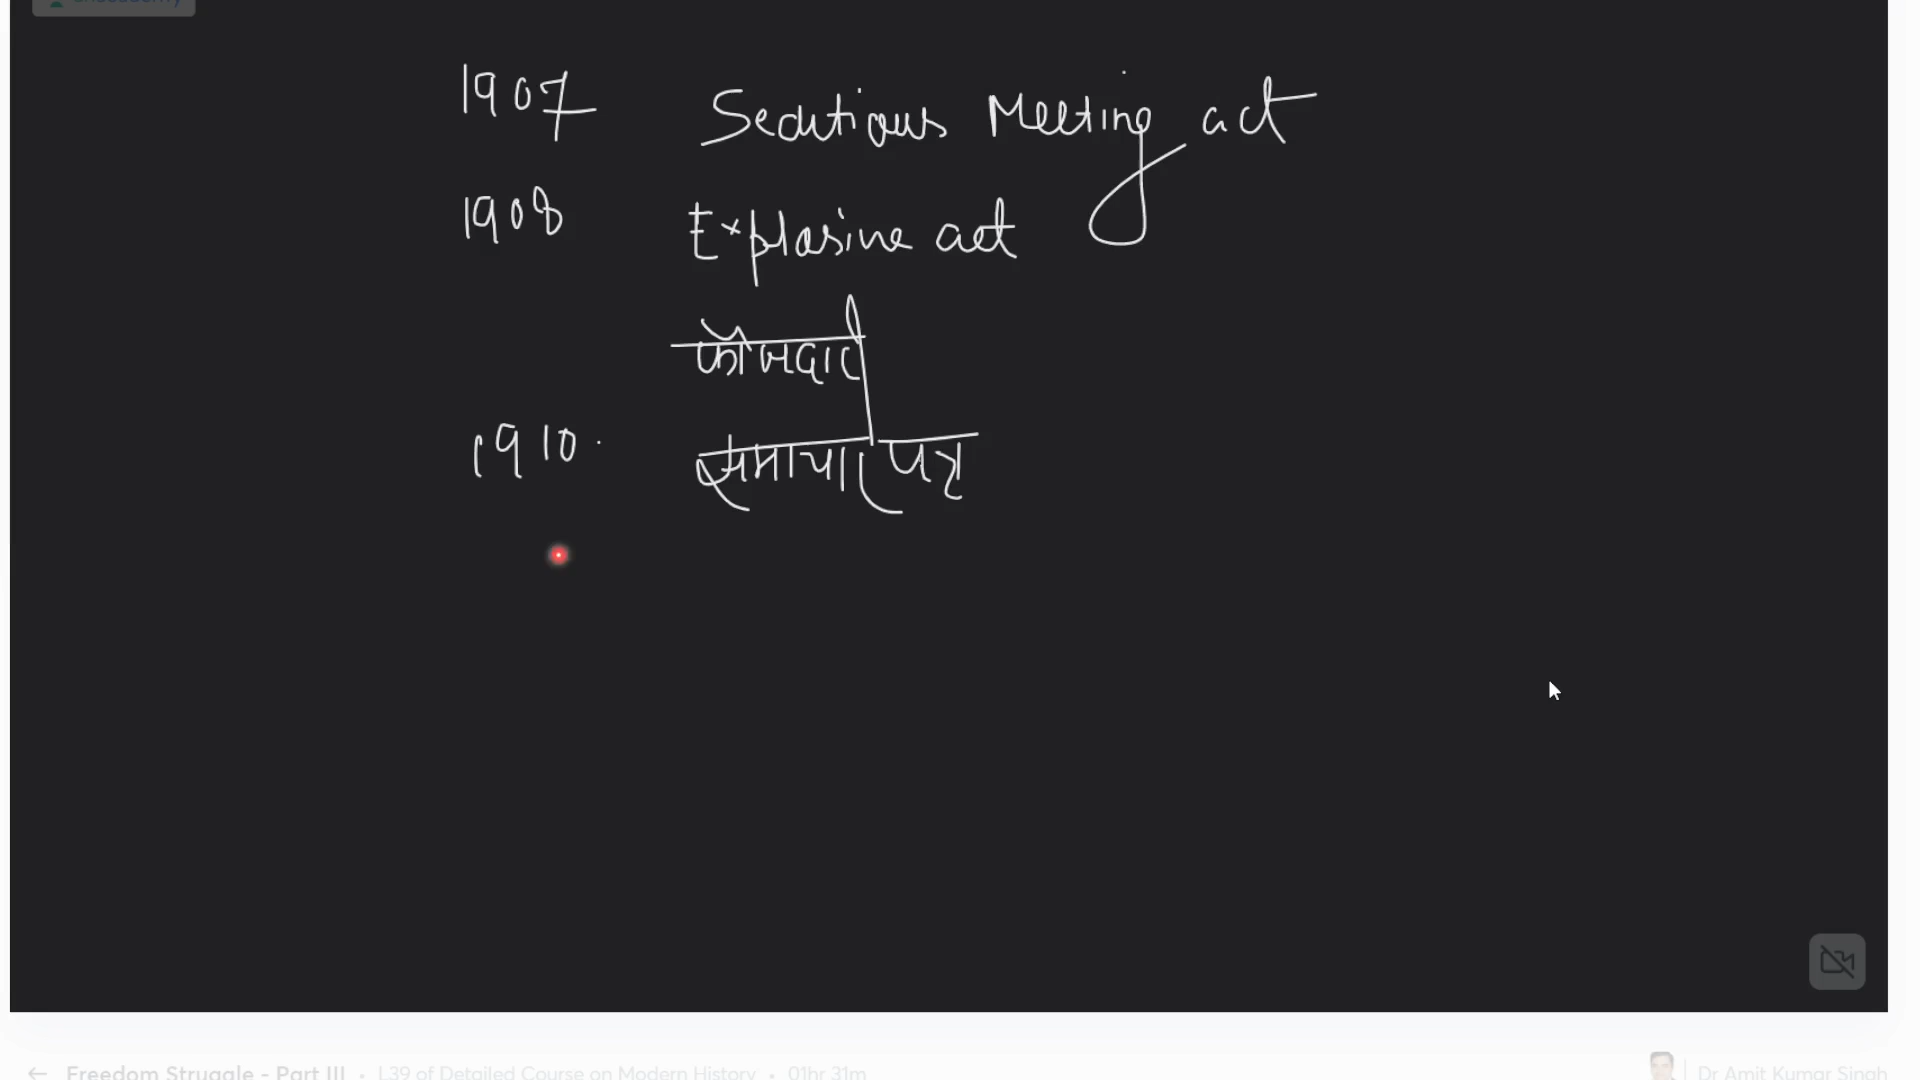 unacademy
1907 Seditious Meeting act
1908 Explosive act
फौजदारी
1910. समाचार पत्र
← Freedom Struggle - Part III • L39 of Detailed Course on Modern History • 01hr 31m
Dr Amit Kumar Singh